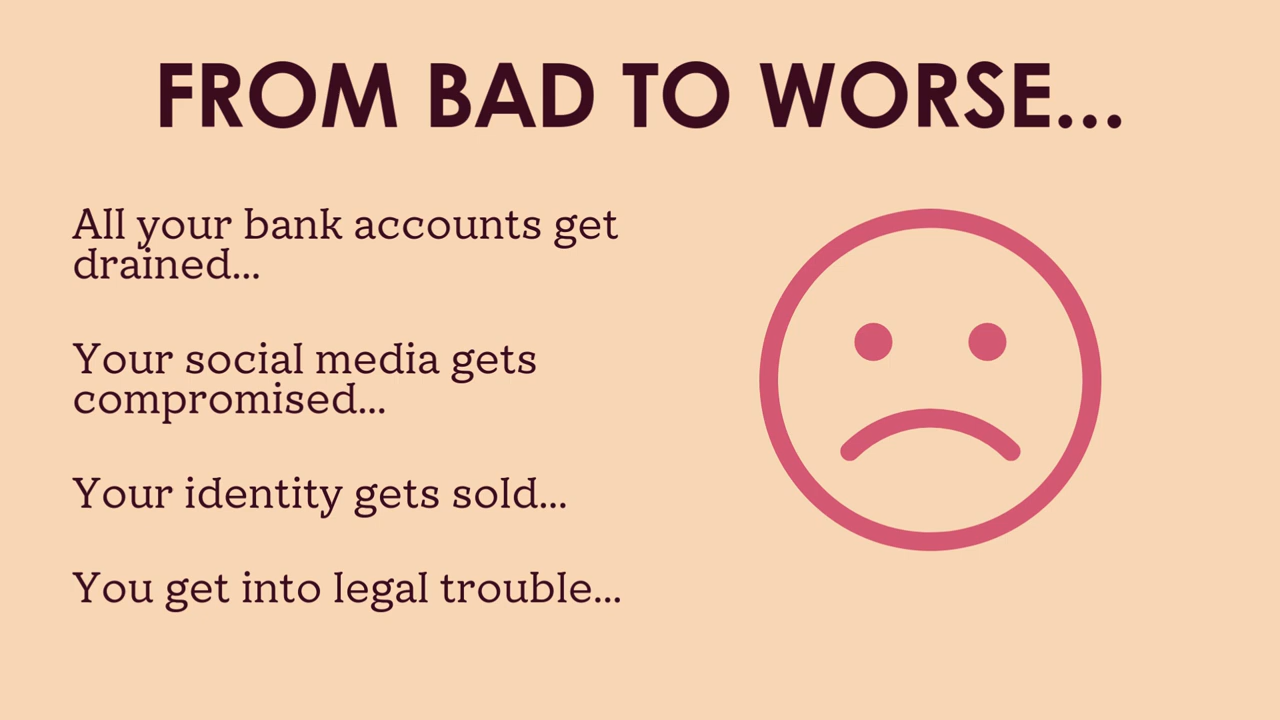 FROM BAD TO WORSE...
All your bank accounts get
drained...
Your social media gets
compromised...
Your identity gets sold...
You get into legal trouble...